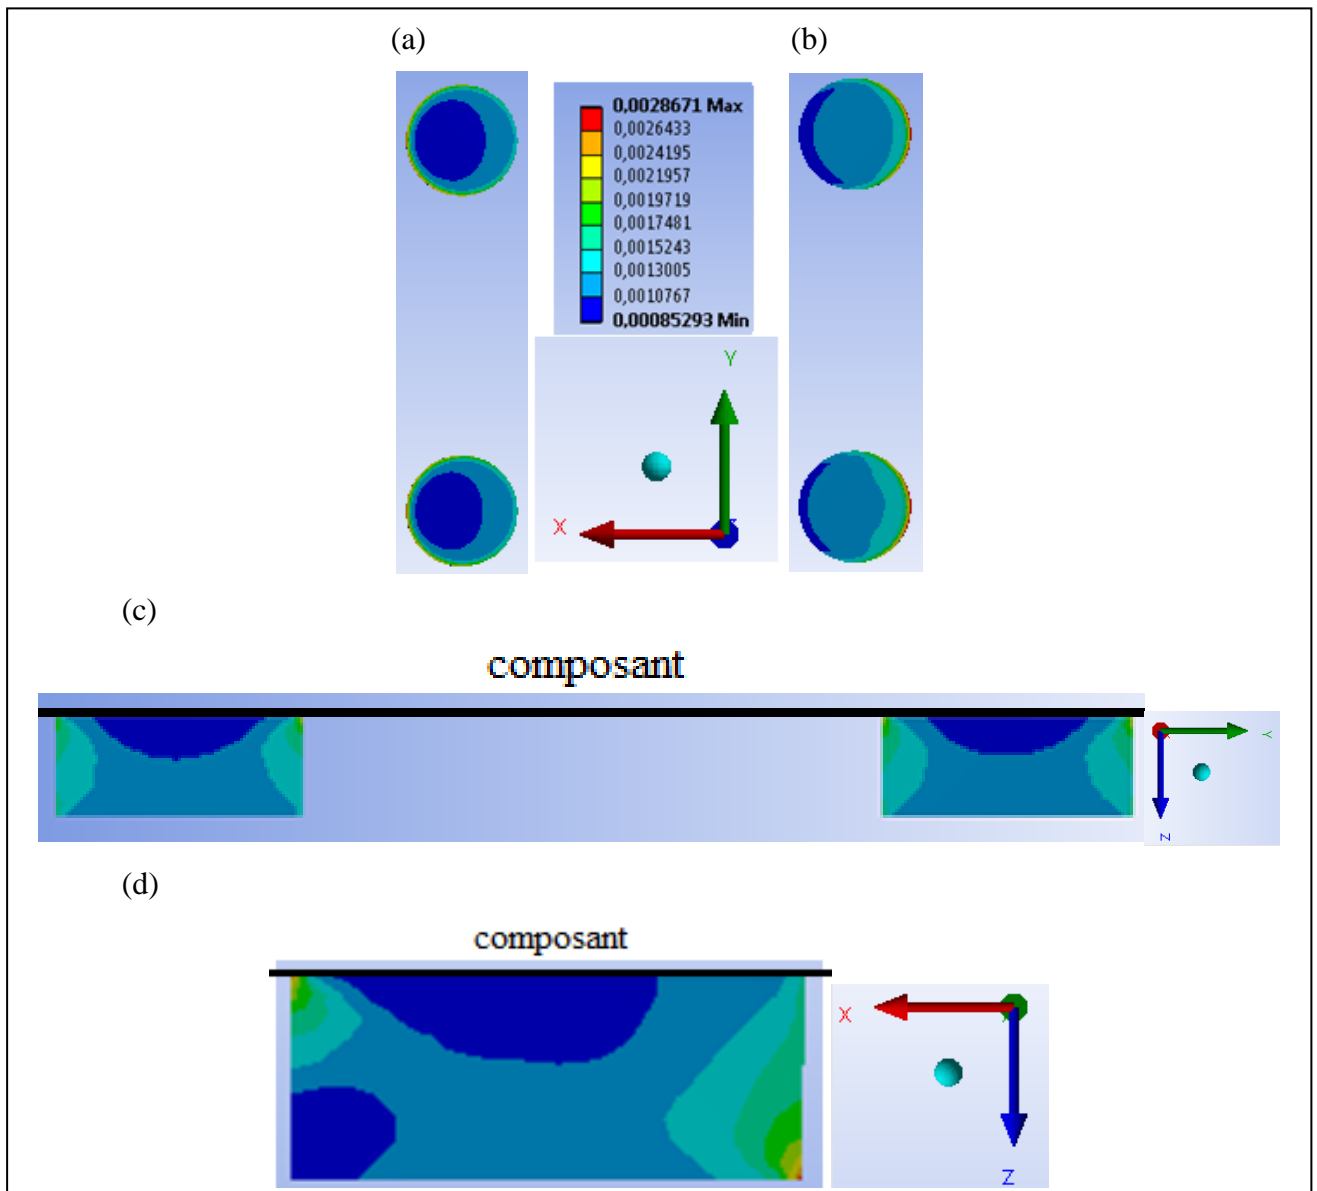 (a)
(b)
0,0028671 Max
0,0026433
0,0024195
0,0021957
0,0019719
0,0017481
0,0015243
0,0013005
0,0010767
0,00085293 Min
Y
X
(c)
composant
Y
Z
(d)
composant
X
Z